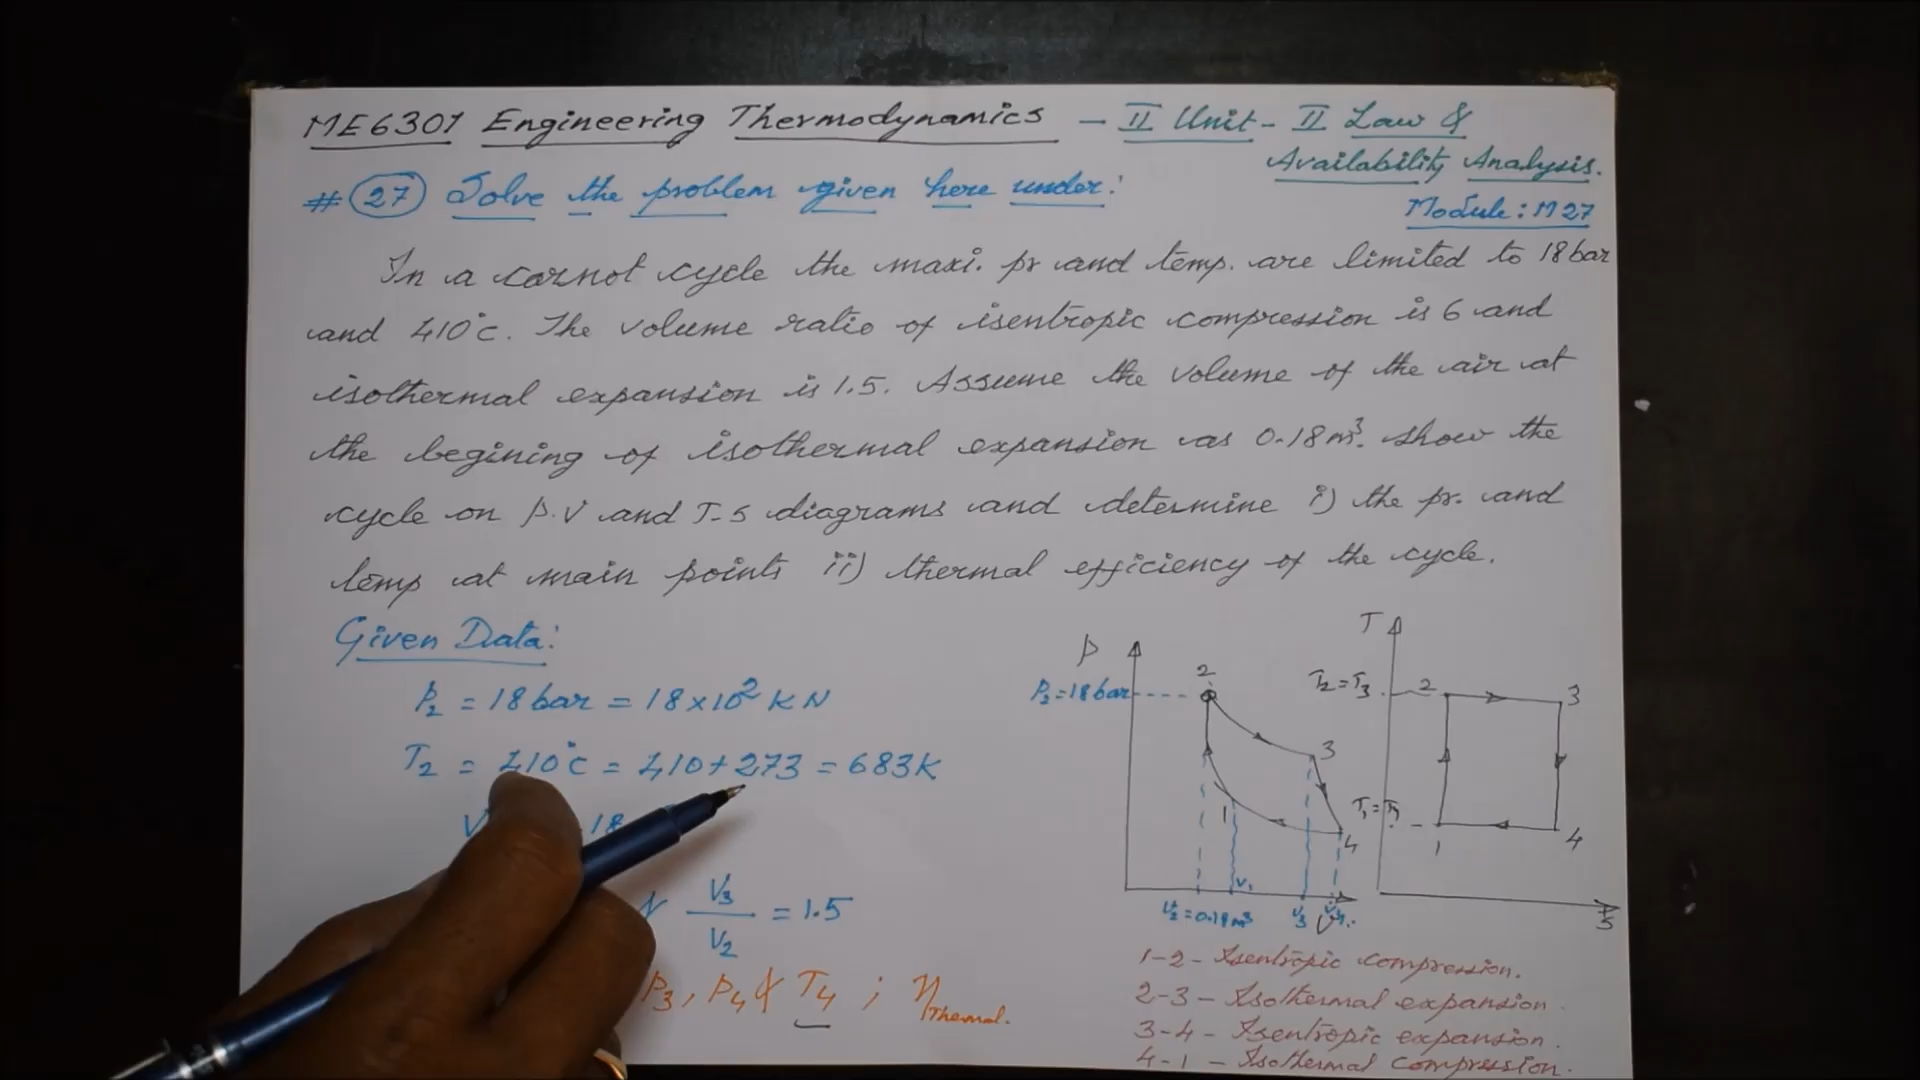 ME6301 Engineering Thermodynamics - II Unit - II Law &
Availability Analysis.
Module: M27
# 27 Solve the problem given here under:
In a carnot cycle the maxi. pr and temp. are limited to 18 bar
and 410°C. The volume ratio of isentropic compression is 6 and
isothermal expansion is 1.5. Assume the volume of the air at
the begining of isothermal expansion as 0.18m³. show the
cycle on p.V and T-s diagrams and determine i) the pr. and
temp at main points ii) thermal efficiency of the cycle.
Given Data:
P₂ = 18 bar = 18×10² KN
T₂ = 410°C = 410+273 = 683K
V 18
V₃/V₂ = 1.5
P₃, P₄ & T₄ ; ηthermal.
P
P₂=18bar
2
3
1
4
V₁
V₂=0.18m³ V₃ V₄.
T
T₂=T₃ 2 3
T₁=T₄
1 4
S
1-2 - Isentropic compression.
2-3 - Isothermal expansion.
3-4 - Isentropic expansion.
4-1 - Isothermal Compression.